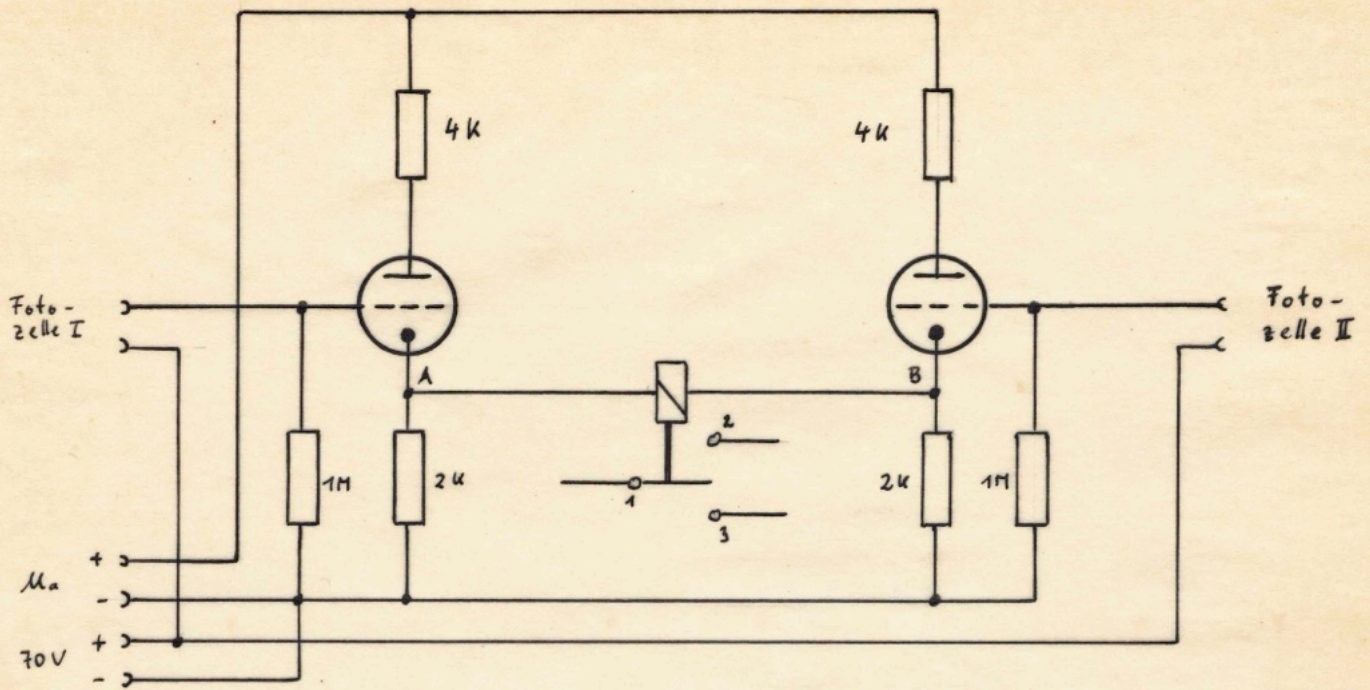 4K
4K
Foto-
zelle I
Foto-
zelle II
A
B
2
1M
2K
1
2K
1M
3
+
Ua
-
+
70V
-